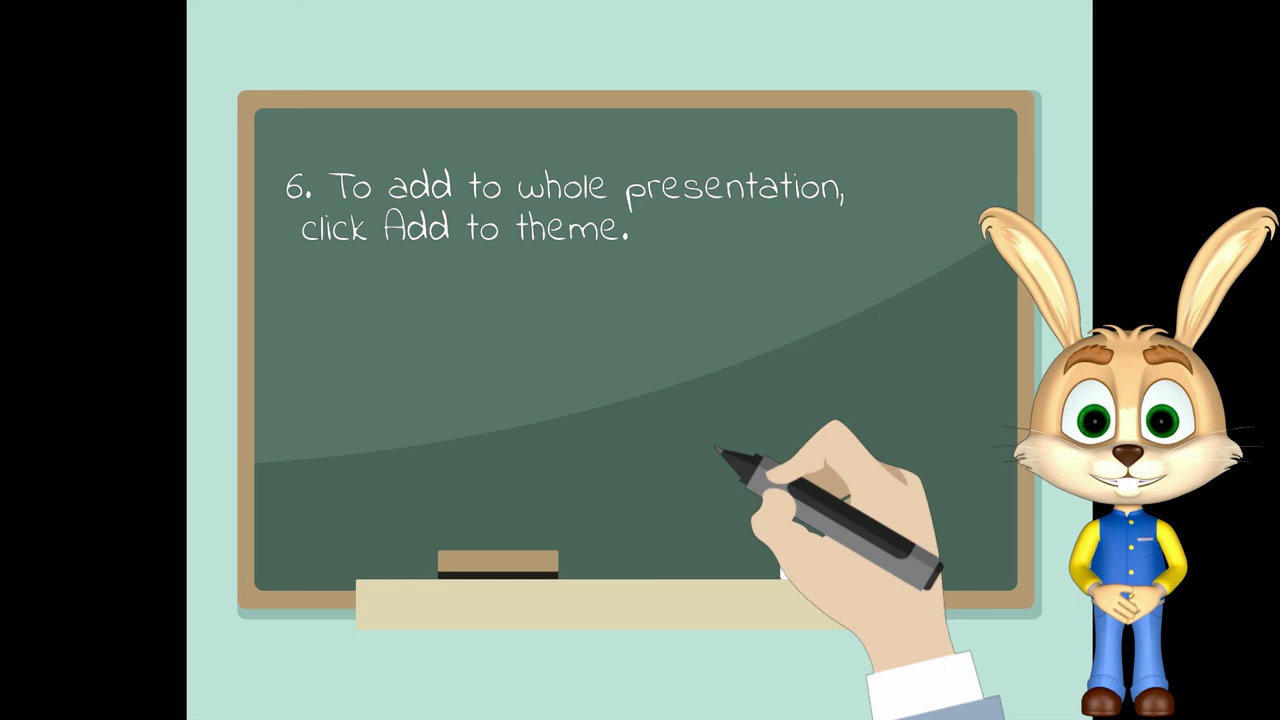 6. To add to whole presentation,
click Add to theme.